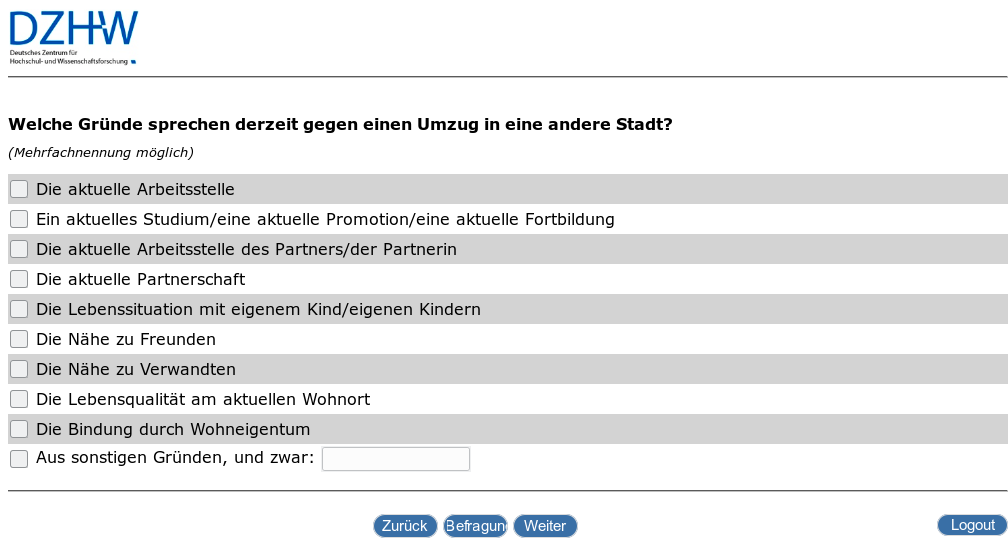 DZHW
Deutsches Zentrum für
Hochschul- und Wissenschaftsforschung
Welche Gründe sprechen derzeit gegen einen Umzug in eine andere Stadt?
(Mehrfachnennung möglich)
Die aktuelle Arbeitsstelle
Ein aktuelles Studium/eine aktuelle Promotion/eine aktuelle Fortbildung
Die aktuelle Arbeitsstelle des Partners/der Partnerin
Die aktuelle Partnerschaft
Die Lebenssituation mit eigenem Kind/eigenen Kindern
Die Nähe zu Freunden
Die Nähe zu Verwandten
Die Lebensqualität am aktuellen Wohnort
Die Bindung durch Wohneigentum
Aus sonstigen Gründen, und zwar:
Zurück Befragung Weiter Logout